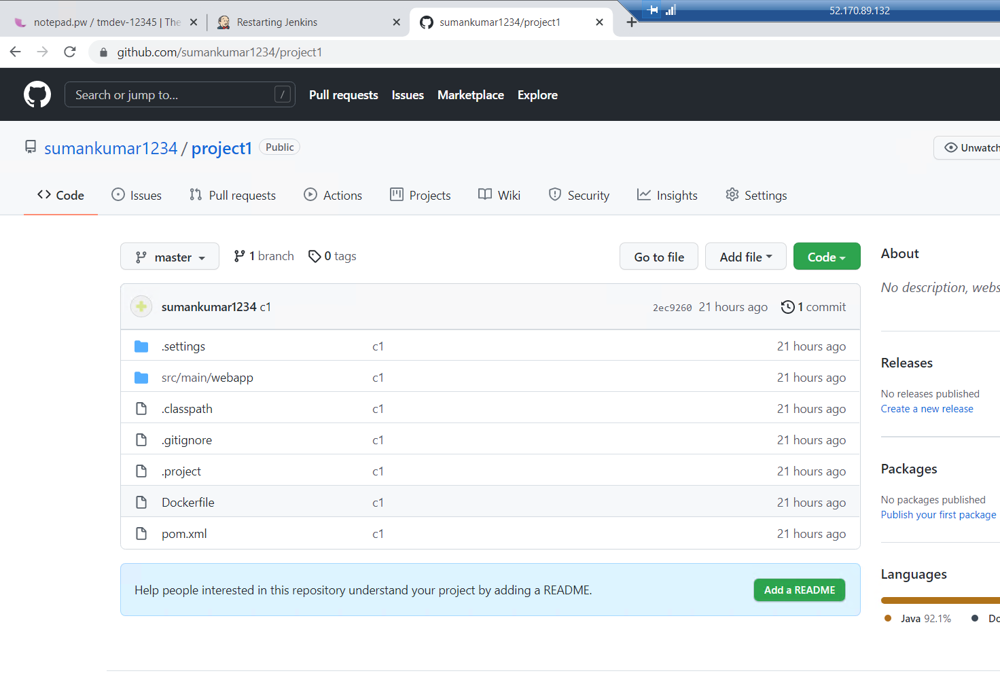 notepad.pw / tmdev-12345 | The
Restarting Jenkins
sumankumar1234/project1
52.170.89.132
github.com/sumankumar1234/project1
Search or jump to... /
Pull requests Issues Marketplace Explore
sumankumar1234 / project1 Public
Unwatch
Code Issues Pull requests Actions Projects Wiki Security Insights Settings
master 1 branch 0 tags Go to file Add file Code
sumankumar1234 c1 2ec9260 21 hours ago 1 commit
.settings c1 21 hours ago
src/main/webapp c1 21 hours ago
.classpath c1 21 hours ago
.gitignore c1 21 hours ago
.project c1 21 hours ago
Dockerfile c1 21 hours ago
pom.xml c1 21 hours ago
Help people interested in this repository understand your project by adding a README. Add a README
About
No description, webs
Releases
No releases published
Create a new release
Packages
No packages published
Publish your first package
Languages
Java 92.1% Do